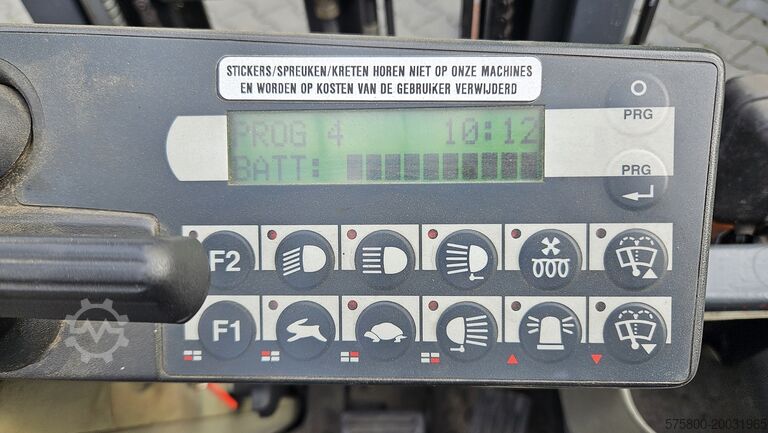 STICKERS/SPREUKEN/KRETEN HOREN NIET OP ONZE MACHINES
EN WORDEN OP KOSTEN VAN DE GEBRUIKER VERWIJDERD
PROG 4 10:12
BATT:
PRG
PRG
F2
F1
575800-20031965